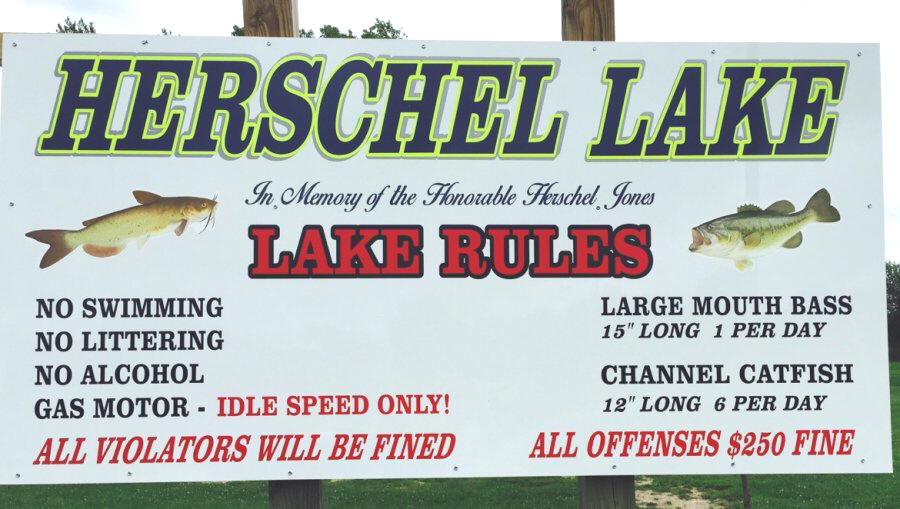 HERSCHEL LAKE
In Memory of the Honorable Herschel Jones
LAKE RULES
NO SWIMMING
NO LITTERING
NO ALCOHOL
GAS MOTOR - IDLE SPEED ONLY!
ALL VIOLATORS WILL BE FINED
LARGE MOUTH BASS
15" LONG 1 PER DAY
CHANNEL CATFISH
12" LONG 6 PER DAY
ALL OFFENSES $250 FINE